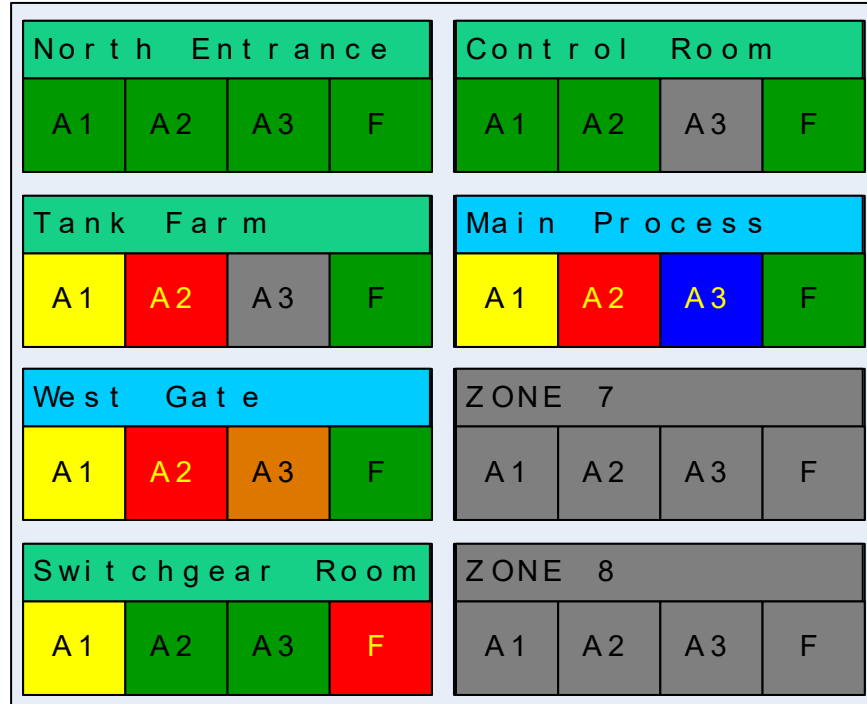 North Entrance
A1 A2 A3 F
Control Room
A1 A2 A3 F
Tank Farm
A1 A2 A3 F
Main Process
A1 A2 A3 F
West Gate
A1 A2 A3 F
ZONE 7
A1 A2 A3 F
Switchgear Room
A1 A2 A3 F
ZONE 8
A1 A2 A3 F